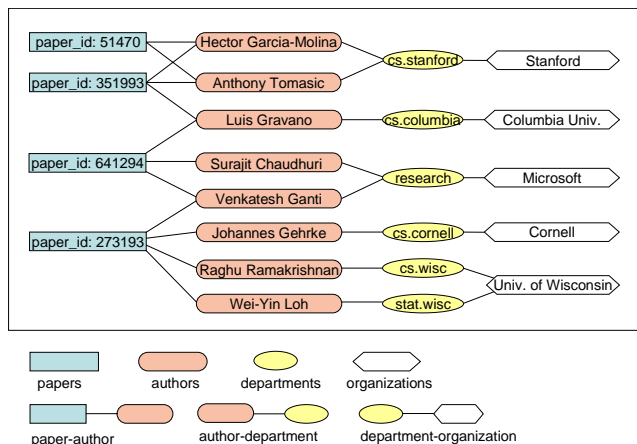 paper_id: 51470 Hector Garcia-Molina cs.stanford Stanford
paper_id: 351993 Anthony Tomasic
Luis Gravano cs.columbia Columbia Univ.
paper_id: 641294 Surajit Chaudhuri research Microsoft
Venkatesh Ganti
paper_id: 273193 Johannes Gehrke cs.cornell Cornell
Raghu Ramakrishnan cs.wisc Univ. of Wisconsin
Wei-Yin Loh stat.wisc
papers authors departments organizations
paper-author author-department department-organization